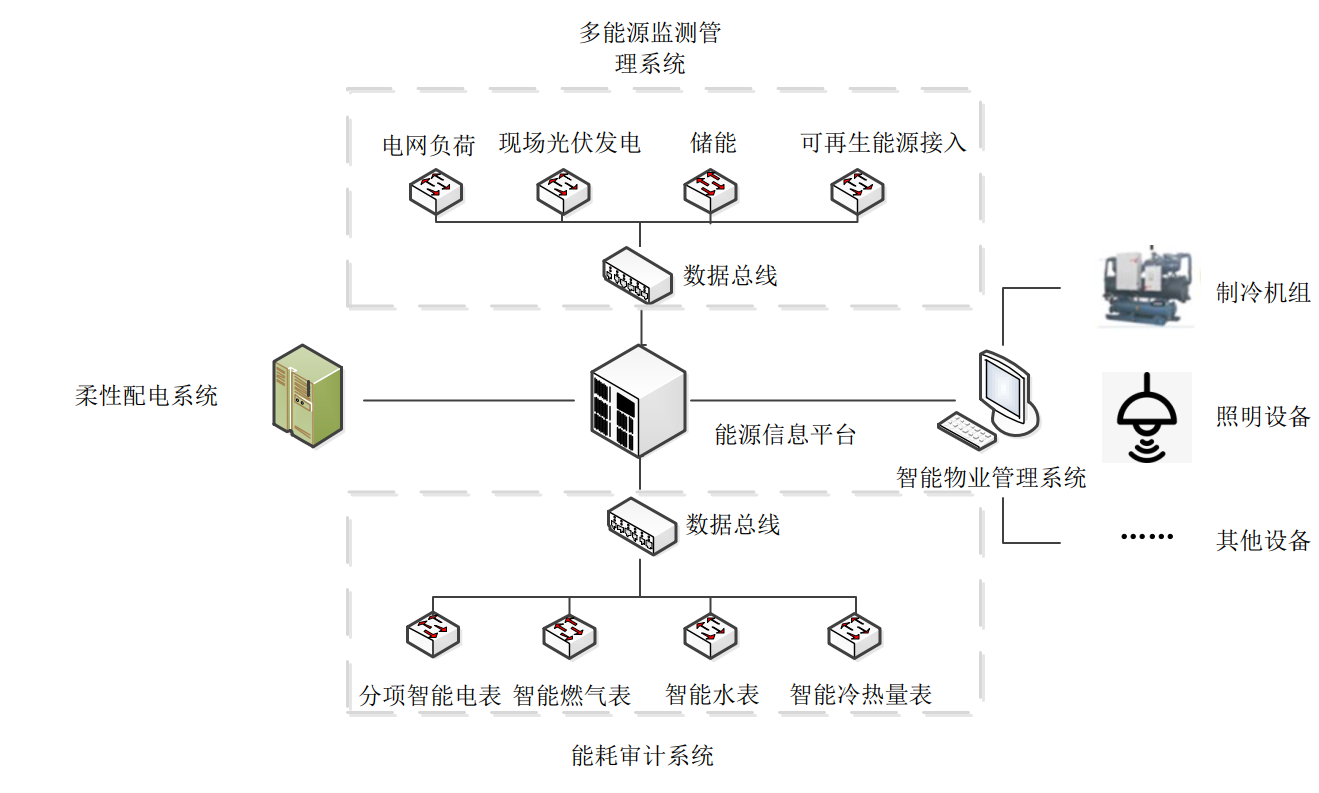 多能源监测管
理系统
电网负荷
现场光伏发电
储能
可再生能源接入
数据总线
制冷机组
柔性配电系统
能源信息平台
照明设备
智能物业管理系统
数据总线
······
其他设备
分项智能电表
智能燃气表
智能水表
智能冷热量表
能耗审计系统